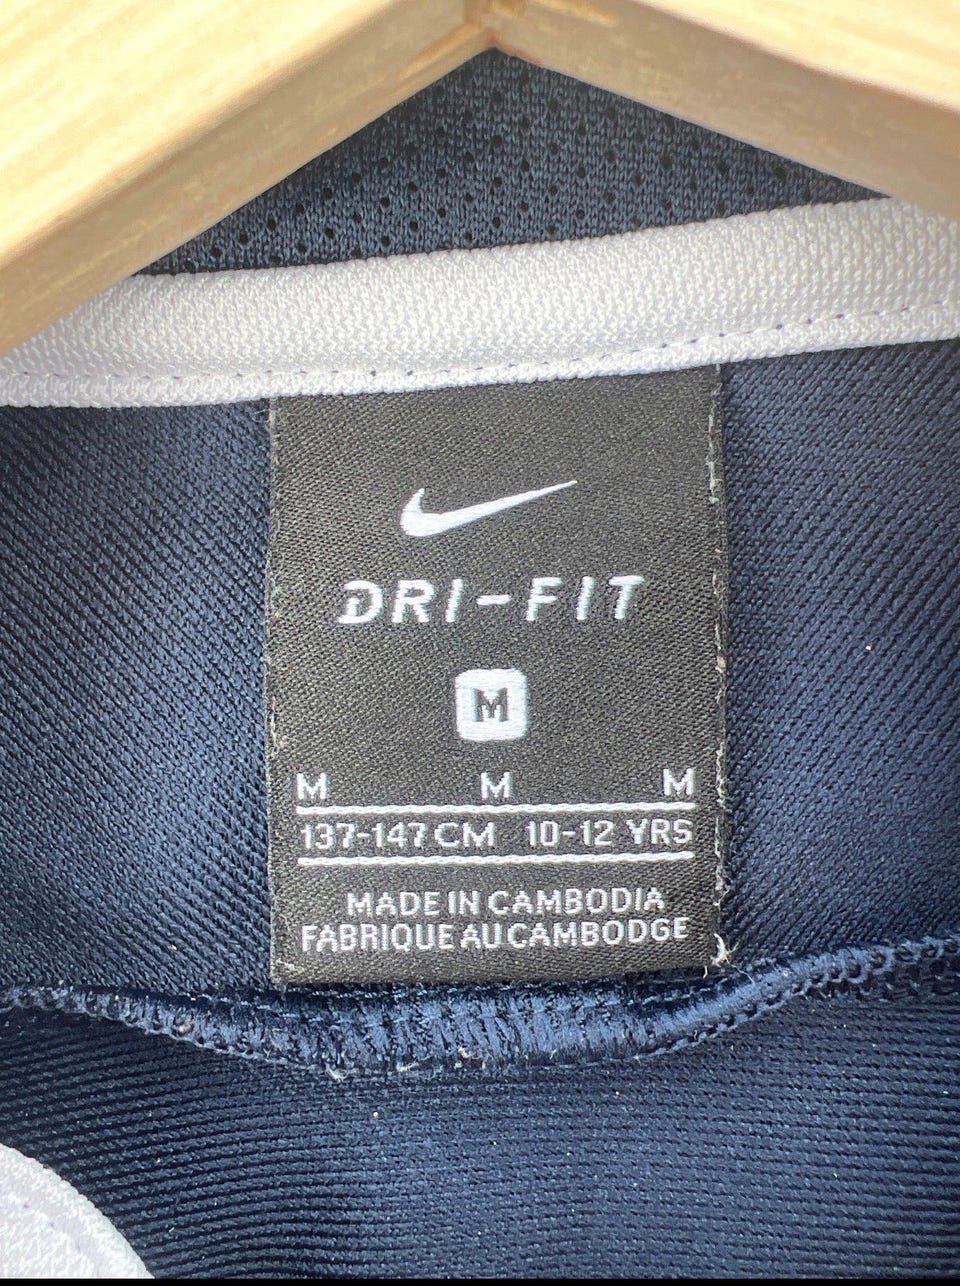 DRI-FIT
M
M M M
137-147 CM 10-12 YRS
MADE IN CAMBODIA
FABRIQUE AU CAMBODGE